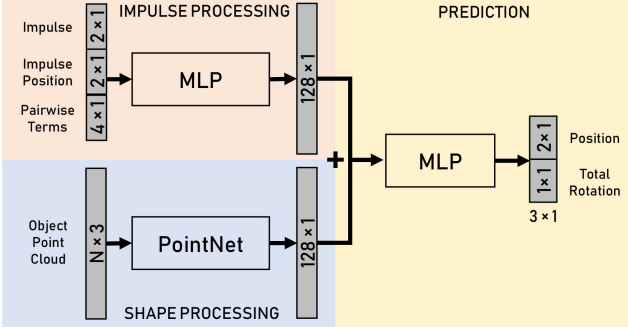 IMPULSE PROCESSING
PREDICTION
Impulse
2 × 1
Impulse
Position
2 × 1
Pairwise
Terms
4 × 1
MLP
128 × 1
+
MLP
2 × 1
Position
1 × 1
Total
Rotation
3 × 1
Object
Point
Cloud
N × 3
PointNet
128 × 1
SHAPE PROCESSING